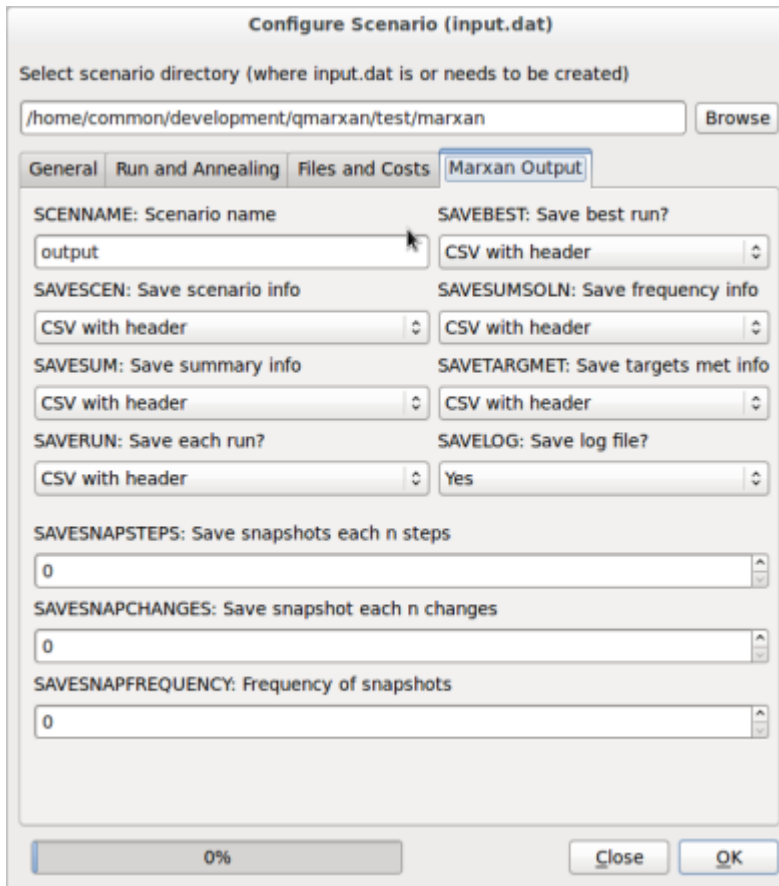 Configure Scenario (input.dat)
Select scenario directory (where input.dat is or needs to be created)
/home/common/development/qmarxan/test/marxan Browse
General Run and Annealing Files and Costs Marxan Output
SCENNAME: Scenario name SAVEBEST: Save best run?
output CSV with header
SAVESCEN: Save scenario info SAVESUMSOLN: Save frequency info
CSV with header CSV with header
SAVESUM: Save summary info SAVETARGMET: Save targets met info
CSV with header CSV with header
SAVERUN: Save each run? SAVELOG: Save log file?
CSV with header Yes
SAVESNAPSTEPS: Save snapshots each n steps
0
SAVESNAPCHANGES: Save snapshot each n changes
0
SAVESNAPFREQUENCY: Frequency of snapshots
0
0% Close OK